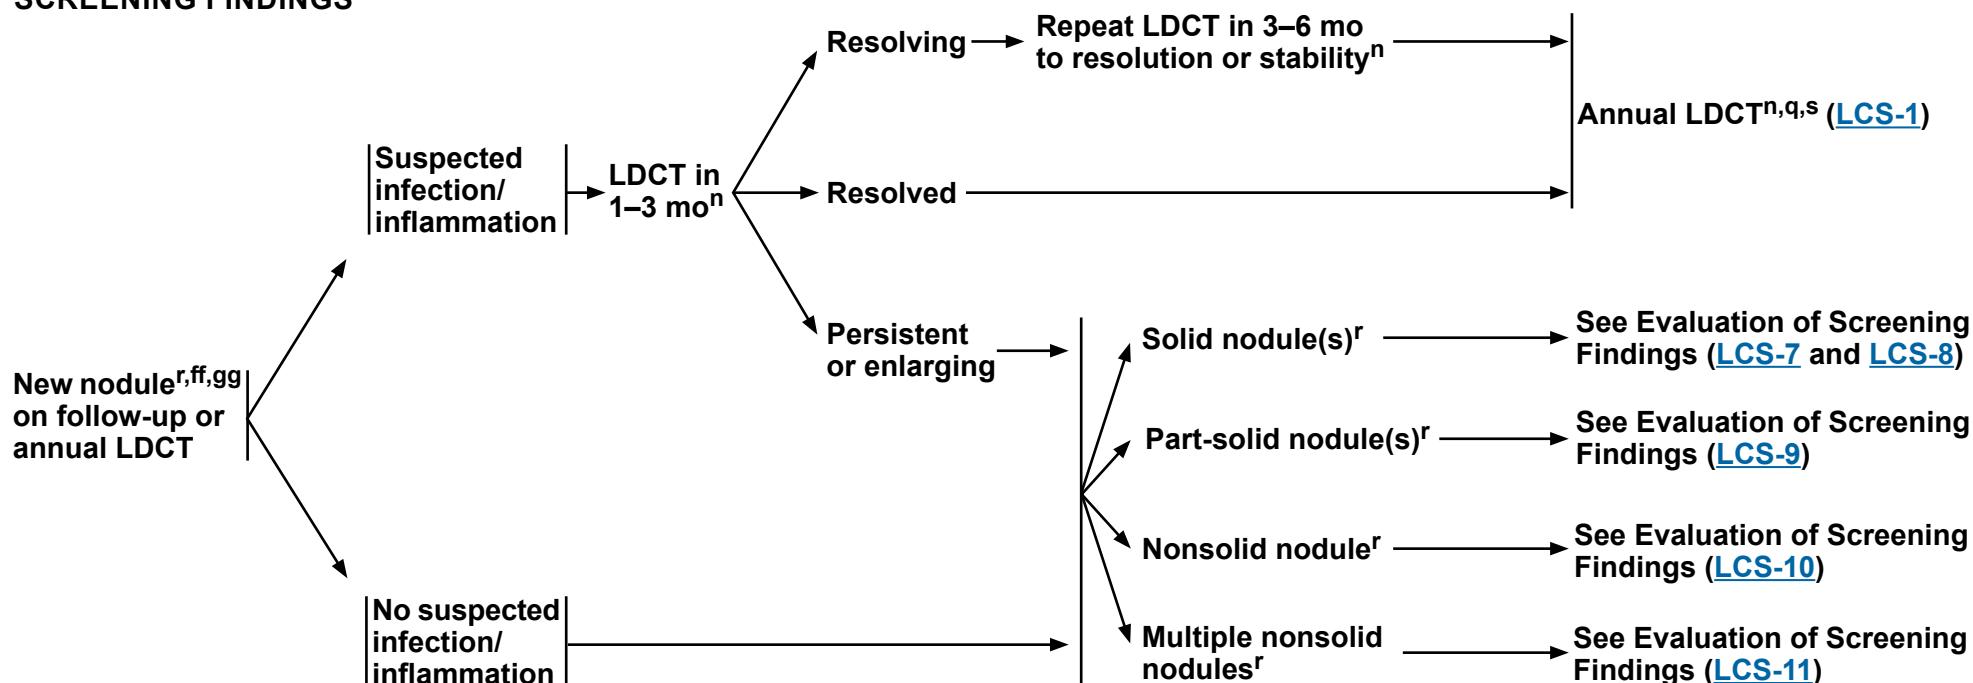 SCREENING FINDINGS
Resolving
Repeat LDCT in 3–6 mo
to resolution or stabilityⁿ
Annual LDCTn,q,s (LCS-1)
Suspected
infection/
inflammation
LDCT in
1–3 moⁿ
Resolved
Persistent
or enlarging
New noduler,ff,gg
on follow-up or
annual LDCT
No suspected
infection/
inflammation
Solid nodule(s)r
See Evaluation of Screening
Findings (LCS-7 and LCS-8)
Part-solid nodule(s)r
See Evaluation of Screening
Findings (LCS-9)
Nonsolid noduler
See Evaluation of Screening
Findings (LCS-10)
Multiple nonsolid
nodulesr
See Evaluation of Screening
Findings (LCS-11)